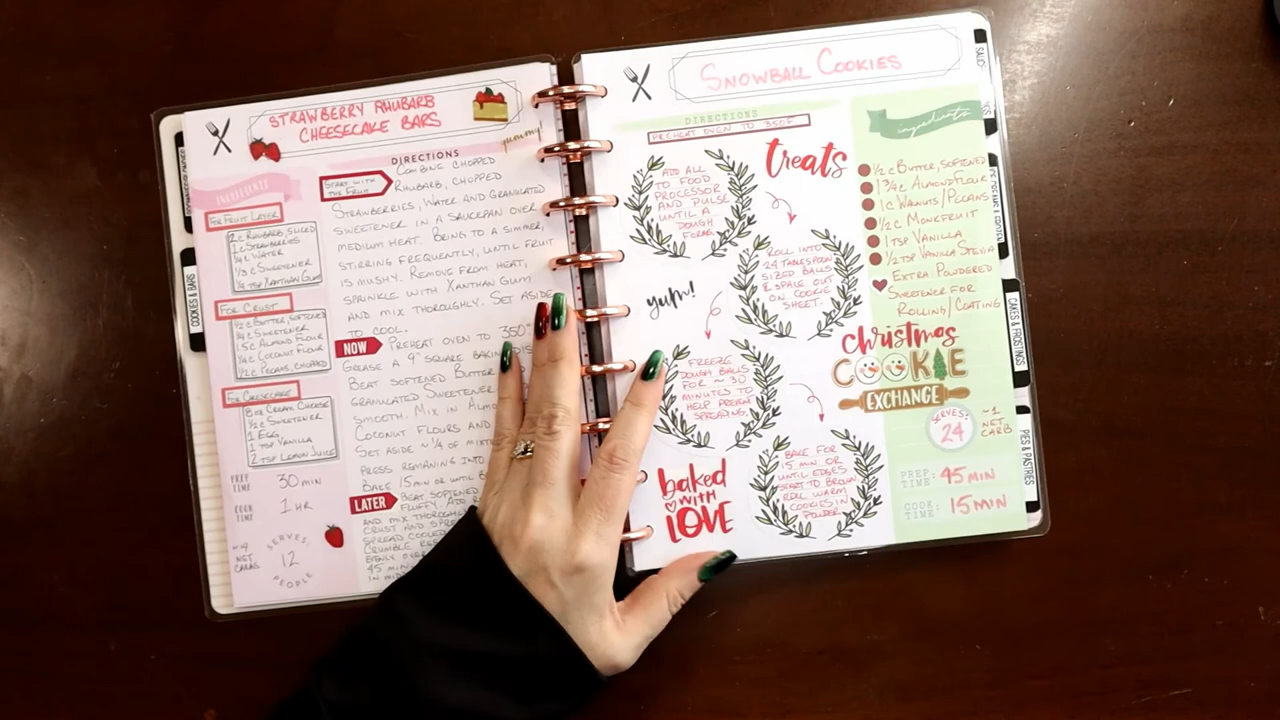 STRAWBERRY RHUBARB
CHEESECAKE BARS
yummy!
INGREDIENTS
FOR FRUIT LAYER
2 C RHUBARB, SLICED
1 C STRAWBERRIES
1/4 C WATER
1/3 C SWEETENER
1/4 TSP XANTHAN GUM
FOR CRUST
1/2 C BUTTER, SOFTENED
1/4 C SWEETENER
1.5 C ALMOND FLOUR
1/4 C COCONUT FLOUR
1/2 C PECANS, CHOPPED
FOR CHEESECAKE
8 OZ CREAM CHEESE
1/2 C SWEETENER
1 EGG
1 TSP VANILLA
2 TSP LEMON JUICE
PREP TIME 30 MIN
COOK TIME 1 HR
SERVES: 12 PEOPLE
NET CARBS
DIRECTIONS
START WITH THE FRUIT
COMBINE CHOPPED
RHUBARB, CHOPPED
STRAWBERRIES, WATER AND GRANULATED
SWEETENER IN A SAUCEPAN OVER
MEDIUM HEAT. BRING TO A SIMMER,
STIRRING FREQUENTLY, UNTIL FRUIT
IS MUSHY. REMOVE FROM HEAT,
SPRINKLE WITH XANTHAN GUM
AND MIX THOROUGHLY. SET ASIDE
TO COOL.
NOW PREHEAT OVEN TO 350°
GREASE A 9" SQUARE BAKING
BEAT SOFTENED BUTTER
GRANULATED SWEETENER
SMOOTH. MIX IN
COCONUT FLOURS AND
SET ASIDE ~1/4 OF
PRESS REMAINING INTO
BAKE 15 MIN OR UNTIL
LATER BEAT SOFTENED
FLUFFY. ADD
AND MIX THOROUGHLY
CRUST AND
SPREAD COOLED
CRUMBLE
EVENLY OVER
45 MIN
COOKIES & BARS
SNOWBALL COOKIES
DIRECTIONS
PREHEAT OVEN TO 350F
treats
ADD ALL
TO FOOD
PROCESSOR
AND PULSE
UNTIL A
DOUGH
FORMS.
ROLL INTO
24 TABLESPOON
SIZED BALLS
& SPACE OUT
ON COOKIE
SHEET.
yum!
FREEZE
DOUGH BALLS
FOR ~30
MINUTES TO
HELP PREVENT
SPREADING.
BAKE FOR
15 MIN OR
UNTIL EDGES
START TO BROWN.
ROLL WARM
COOKIES IN
POWDER.
baked
WITH
LOVE
ingredients
1/2 C BUTTER, SOFTENED
1 3/4 C ALMOND FLOUR
1 C WALNUTS/PECANS
1/2 C MONKFRUIT
1 TSP VANILLA
1/2 TSP VANILLA STEVIA
EXTRA POWDERED
SWEETENER FOR
ROLLING/COATING
christmas
COOKIE
EXCHANGE
SERVES: 24
~1 NET CARB
PREP TIME: 45 MIN
COOK TIME: 15 MIN
CAKES & FROSTINGS
PIES & PASTRIES